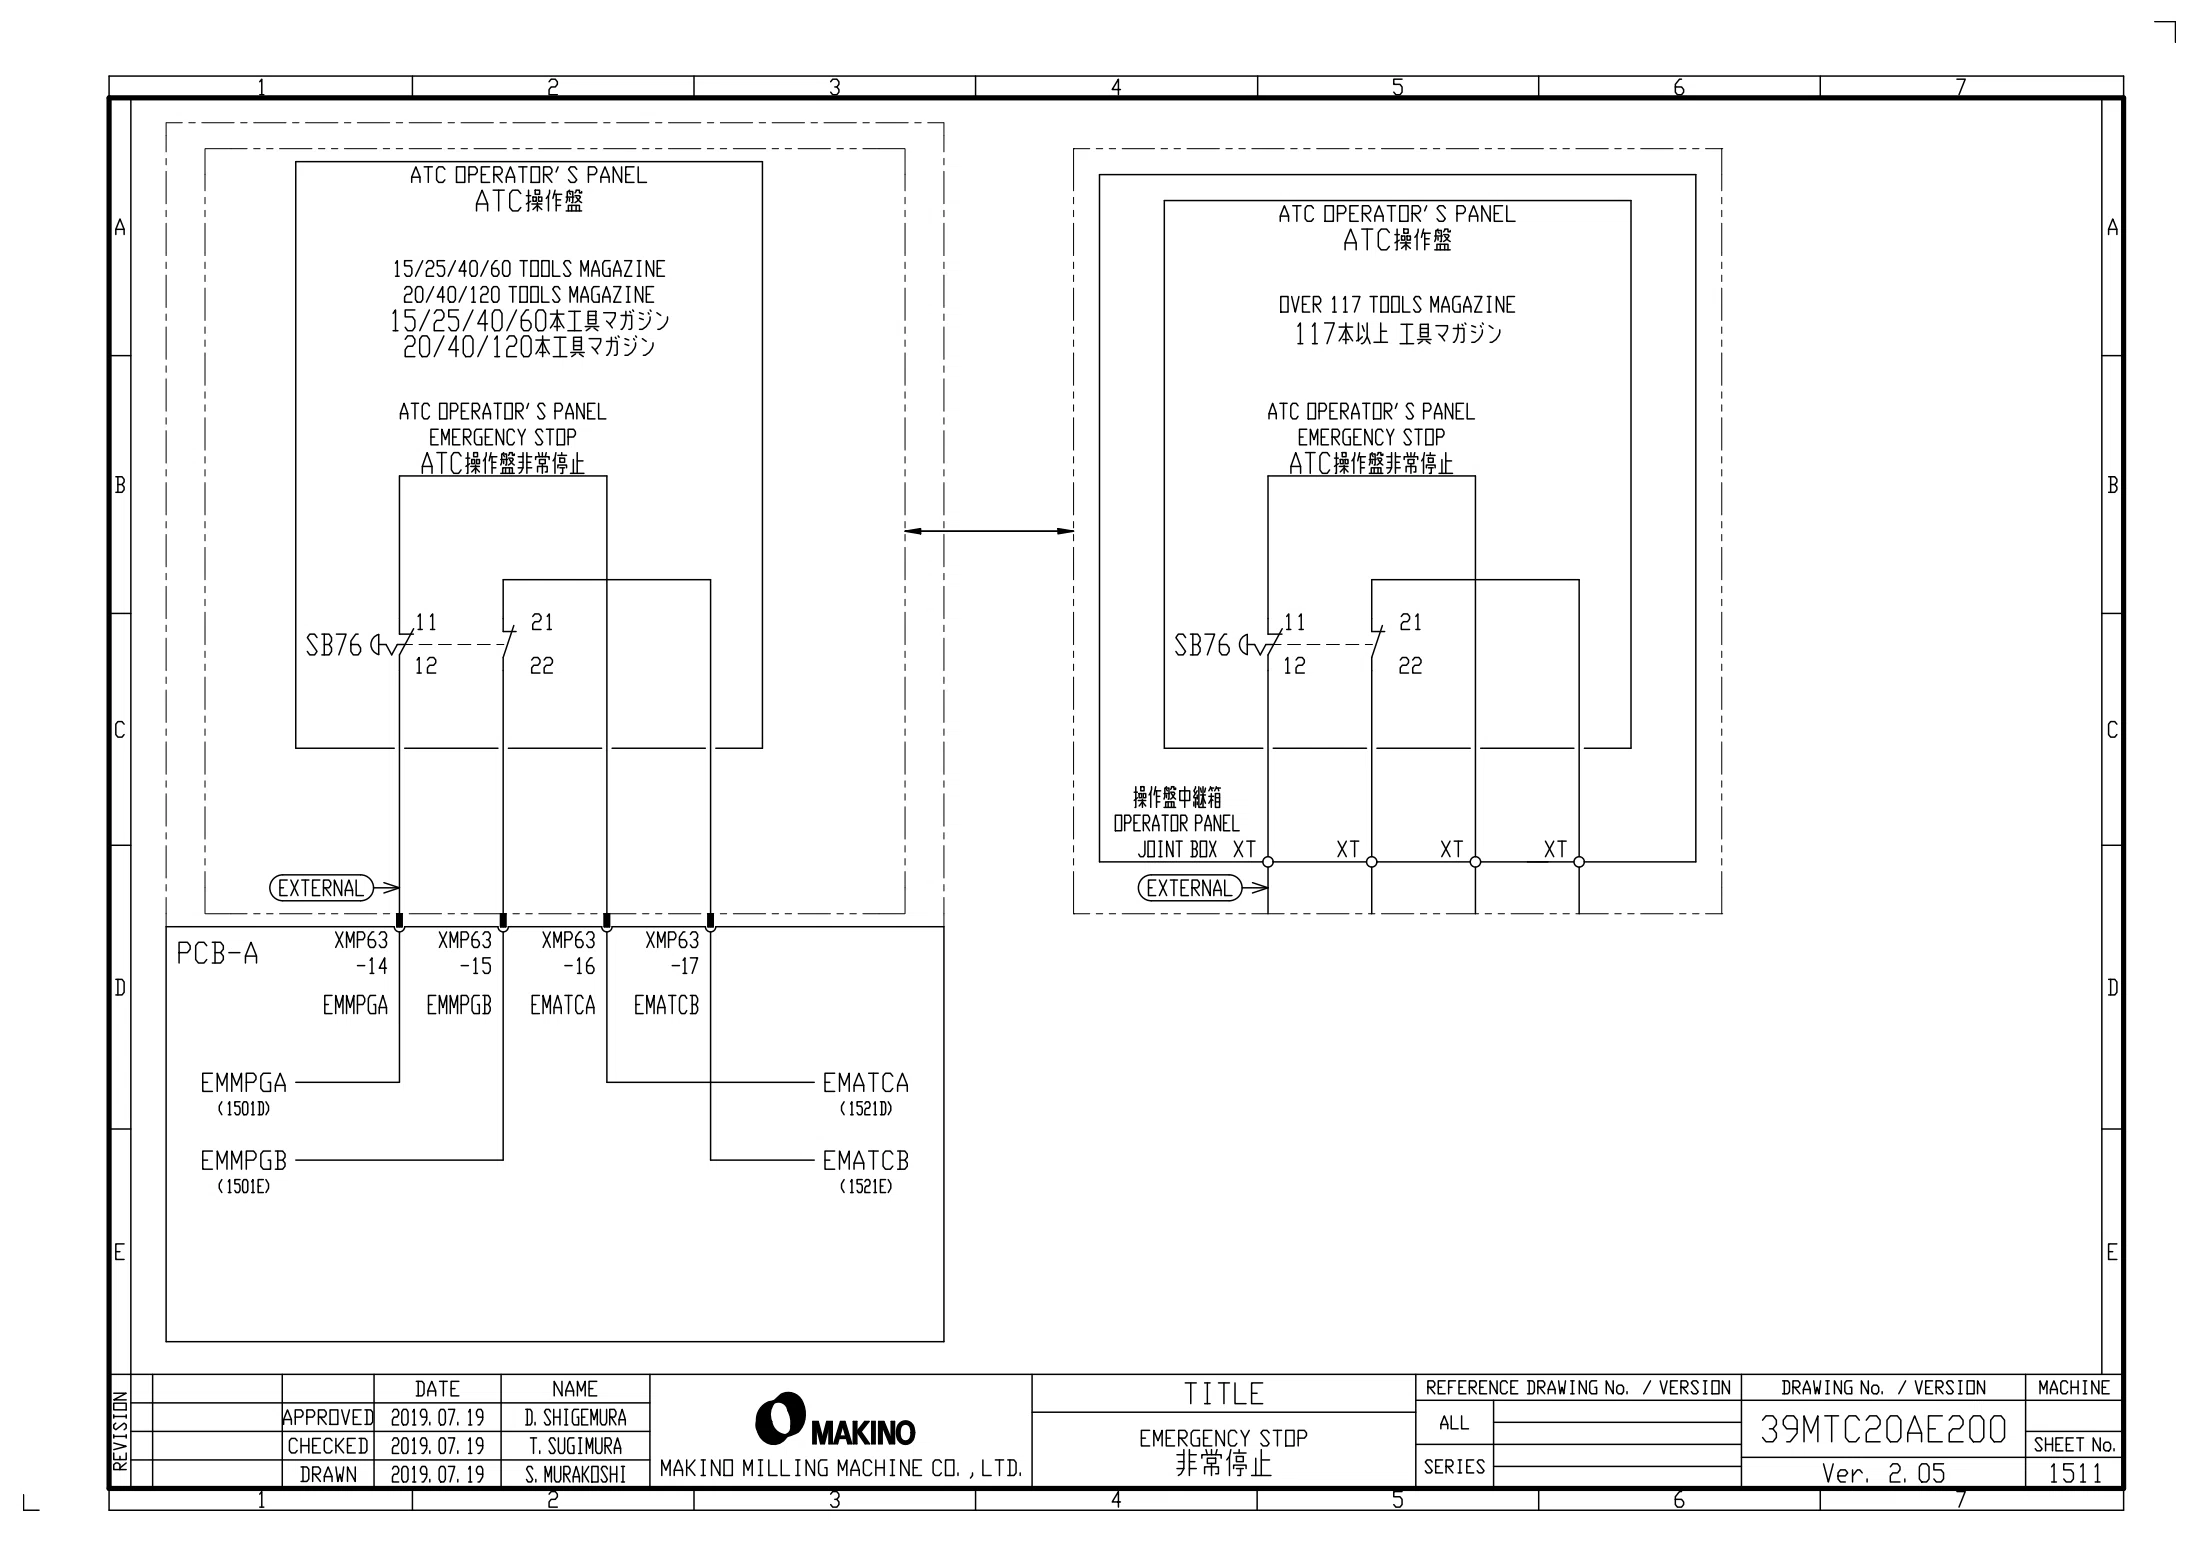 1 2 3 4 5 6 7
A A
B B
C C
D D
E E
ATC OPERATOR'S PANEL
ATC操作盤
15/25/40/60 TOOLS MAGAZINE
20/40/120 TOOLS MAGAZINE
15/25/40/60本工具マガジン
20/40/120本工具マガジン
ATC OPERATOR'S PANEL
EMERGENCY STOP
ATC操作盤非常停止
SB76
11
12
21
22
EXTERNAL
PCB-A
XMP63
-14
EMMPGA
XMP63
-15
EMMPGB
XMP63
-16
EMATCA
XMP63
-17
EMATCB
EMMPGA
(1501D)
EMMPGB
(1501E)
EMATCA
(1521D)
EMATCB
(1521E)
ATC OPERATOR'S PANEL
ATC操作盤
OVER 117 TOOLS MAGAZINE
117本以上 工具マガジン
ATC OPERATOR'S PANEL
EMERGENCY STOP
ATC操作盤非常停止
SB76
11
12
21
22
操作盤中継箱
OPERATOR PANEL
JOINT BOX XT XT XT XT
EXTERNAL
REVISION
DATE NAME
APPROVED 2019.07.19 D. SHIGEMURA
CHECKED 2019.07.19 T. SUGIMURA
DRAWN 2019.07.19 S. MURAKOSHI
MAKINO
MAKINO MILLING MACHINE CO., LTD.
TITLE
EMERGENCY STOP
非常停止
REFERENCE DRAWING No. / VERSION
ALL
SERIES
DRAWING No. / VERSION
39MTC20AE200
Ver. 2.05
MACHINE
SHEET No.
1511
1 2 3 4 5 6 7